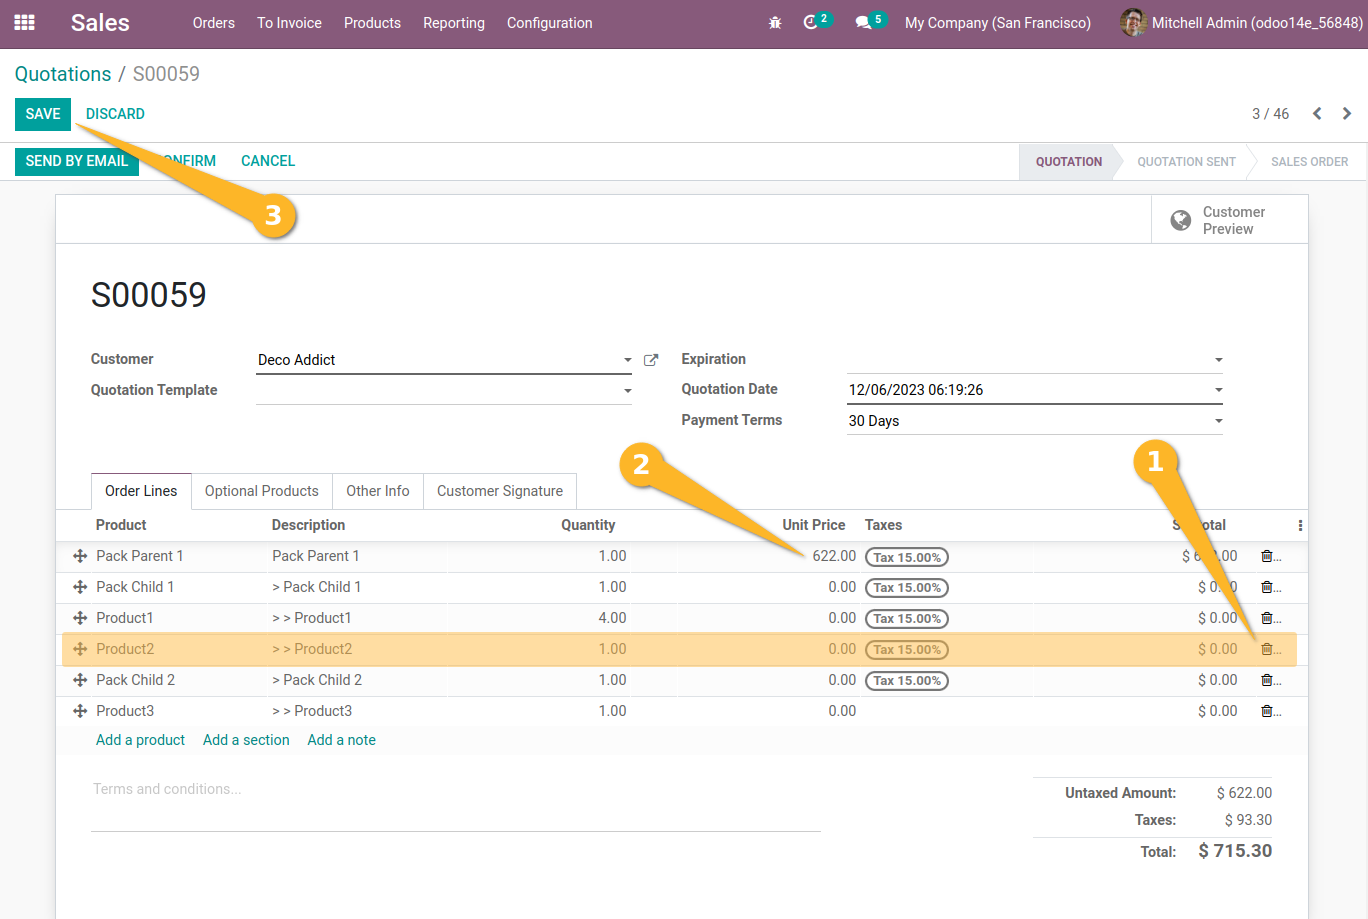 Sales Orders To Invoice Products Reporting Configuration 2 5 My Company (San Francisco) Mitchell Admin (odoo14e_56848)
Quotations / S00059
SAVE DISCARD 3 / 46
SEND BY EMAIL ONFIRM CANCEL QUOTATION QUOTATION SENT SALES ORDER
3
Customer
Preview
S00059
Customer Deco Addict Expiration
Quotation Template Quotation Date 12/06/2023 06:19:26
Payment Terms 30 Days
2 1
Order Lines Optional Products Other Info Customer Signature
Product Description Quantity Unit Price Taxes
Pack Parent 1 Pack Parent 1 1.00 622.00 Tax 15.00%
Pack Child 1 > Pack Child 1 1.00 0.00 Tax 15.00% $ 0.00 ...
Product1 > > Product1 4.00 0.00 Tax 15.00% $ 0.00 ...
Product2 > > Product2 1.00 0.00 Tax 15.00% $ 0.00 ...
Pack Child 2 > Pack Child 2 1.00 0.00 Tax 15.00% $ 0.00 ...
Product3 > > Product3 1.00 0.00 $ 0.00 ...
Add a product Add a section Add a note
Terms and conditions...
Untaxed Amount: $ 622.00
Taxes: $ 93.30
Total: $ 715.30